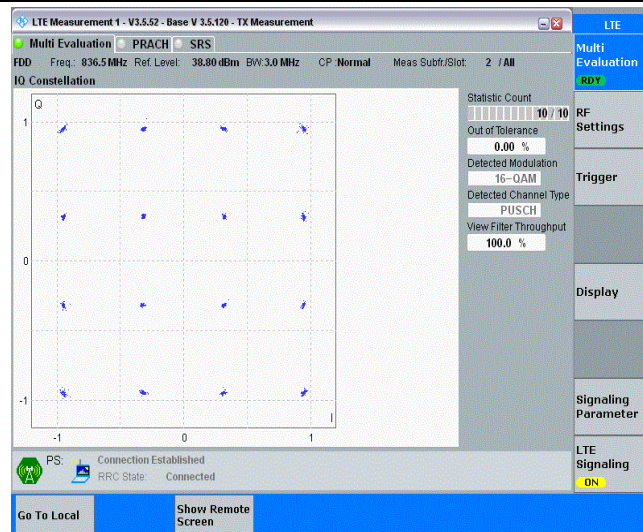 LTE Measurement 1 - V3.5.52 - Base V 3.5.120 - TX Measurement
LTE
Multi Evaluation PRACH SRS
FDD Freq.: 836.5 MHz Ref. Level: 38.80 dBm BW:3.0 MHz CP :Normal Meas Subfr./Slot: 2 / All
IQ Constellation
Q
1
0
-1
-1 0 1
I
Statistic Count
10 / 10
Out of Tolerance
0.00 %
Detected Modulation
16-QAM
Detected Channel Type
PUSCH
View Filter Throughput
100.0 %
Multi
Evaluation
RDY
RF
Settings
Trigger
Display
Signaling
Parameter
LTE
Signaling
ON
PS: Connection Established
RRC State: Connected
Go To Local
Show Remote
Screen